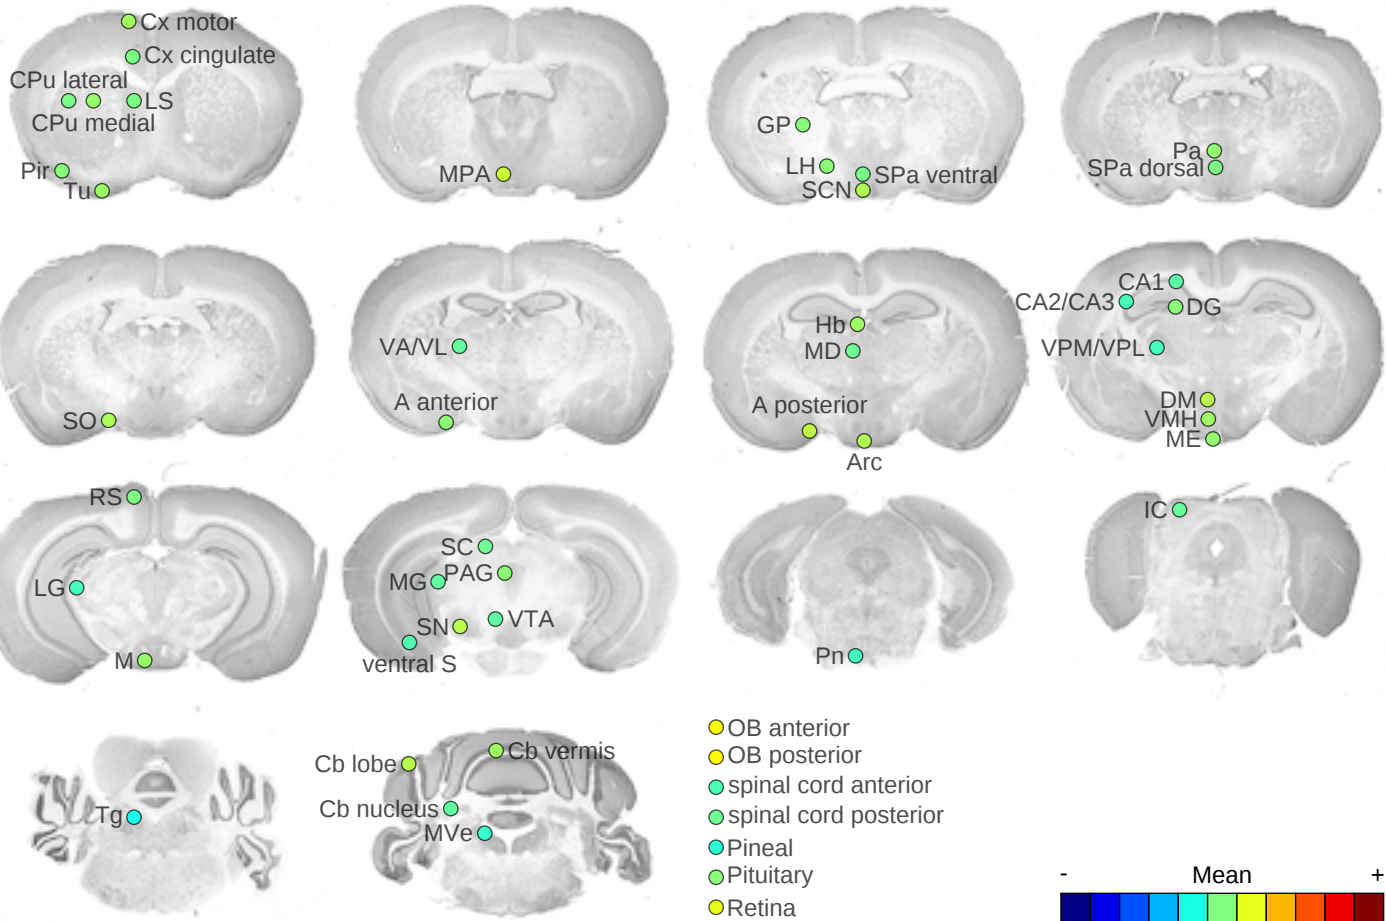 Cx motor
Cx cingulate
CPu lateral
LS
CPu medial
Pir
Tu
MPA
GP
LH
SPa ventral
SCN
Pa
SPa dorsal
SO
VA/VL
A anterior
Hb
MD
A posterior
Arc
CA1
CA2/CA3
DG
VPM/VPL
DM
VMH
ME
RS
LG
M
SC
MG
PAG
SN
VTA
ventral S
Pn
IC
Tg
Cb lobe
Cb vermis
Cb nucleus
MVe
OB anterior
OB posterior
spinal cord anterior
spinal cord posterior
Pineal
Pituitary
Retina
- Mean +